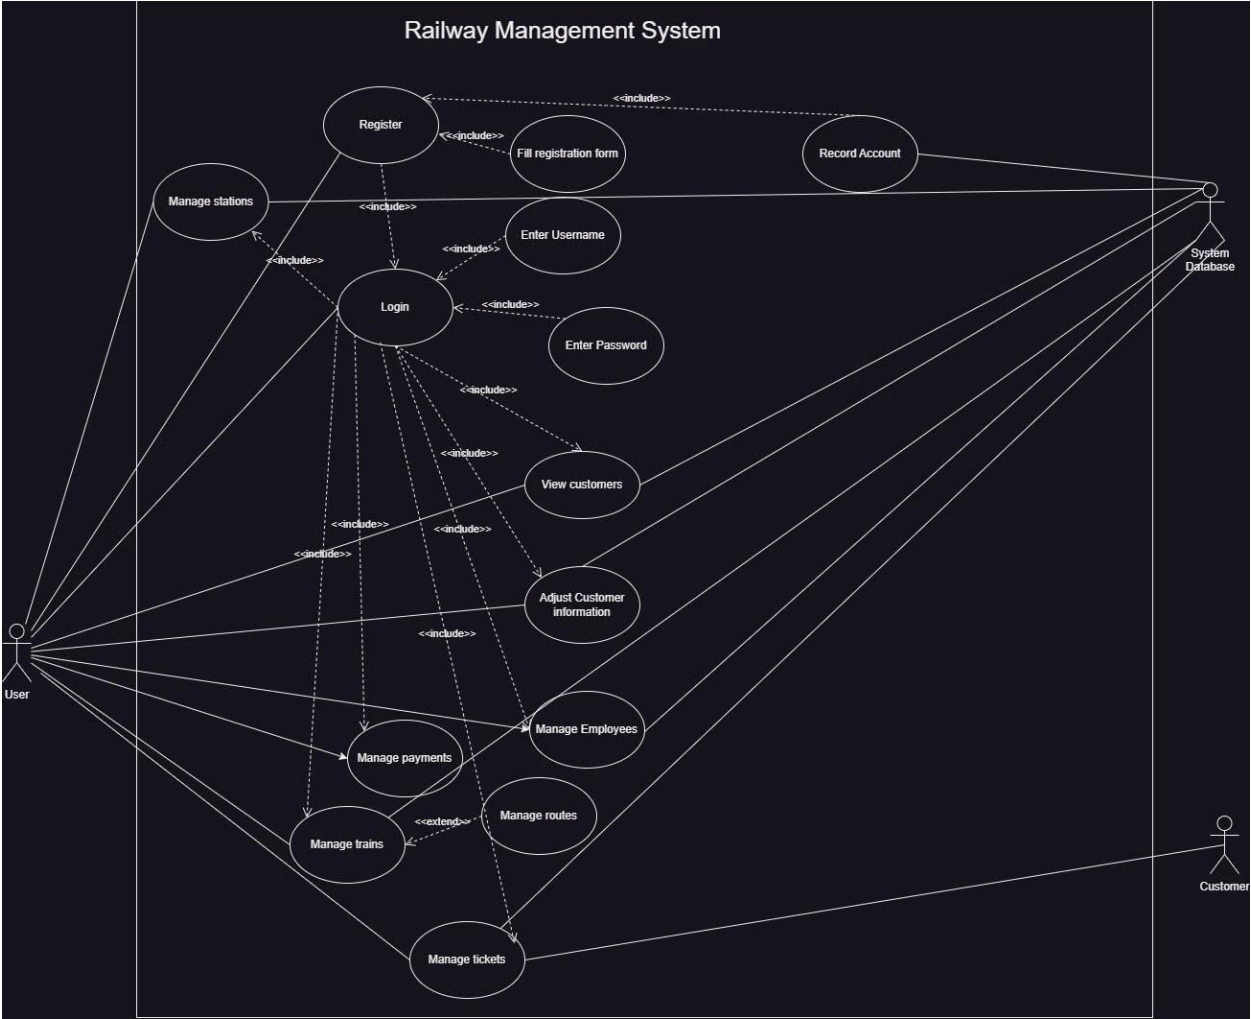 Railway Management System
<<include>>
Register
<<include>>
Fill registration form
Record Account
Manage stations
<<include>>
Enter Username
<<include>>
<<include>>
System
Database
Login
<<include>>
Enter Password
<<include>>
<<include>>
View customers
<<include>>
<<include>>
<<include>>
Adjust Customer
information
<<include>>
User
Manage Employees
Manage payments
Manage routes
<<extend>>
Manage trains
Customer
Manage tickets